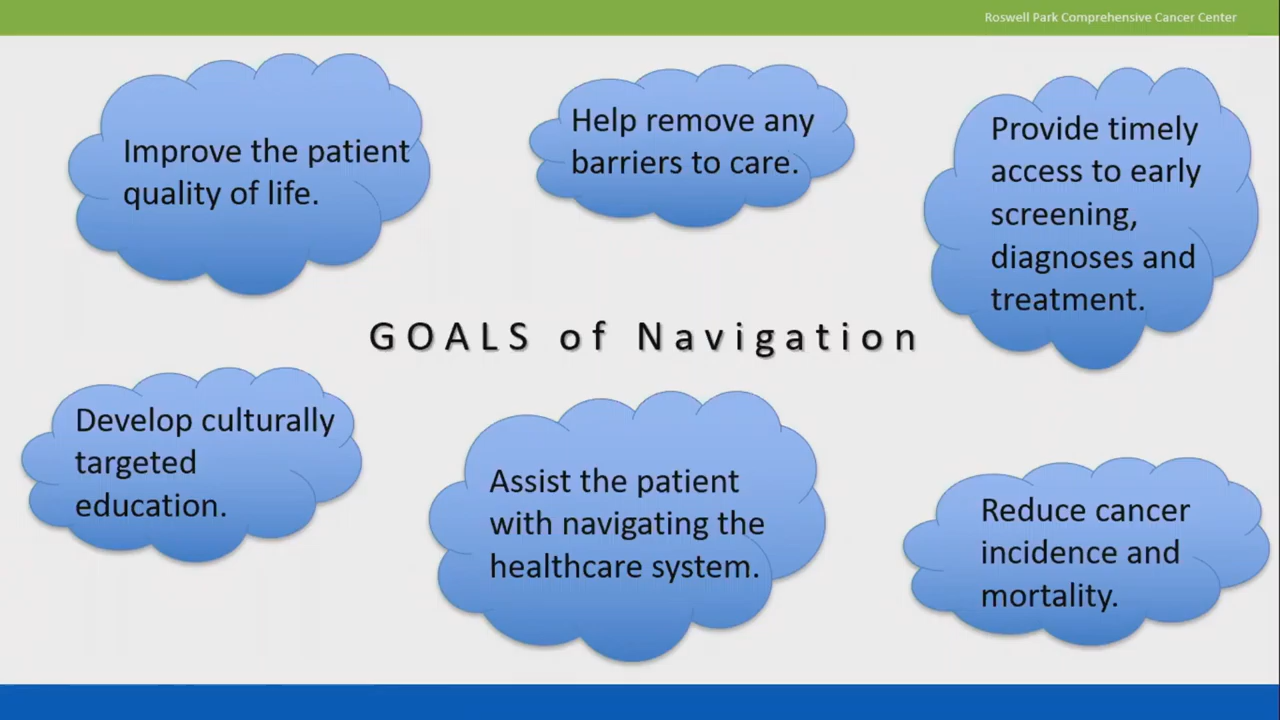 Roswell Park Comprehensive Cancer Center
Improve the patient
quality of life.
Help remove any
barriers to care.
Provide timely
access to early
screening,
diagnoses and
treatment.
GOALS of Navigation
Develop culturally
targeted
education.
Assist the patient
with navigating the
healthcare system.
Reduce cancer
incidence and
mortality.